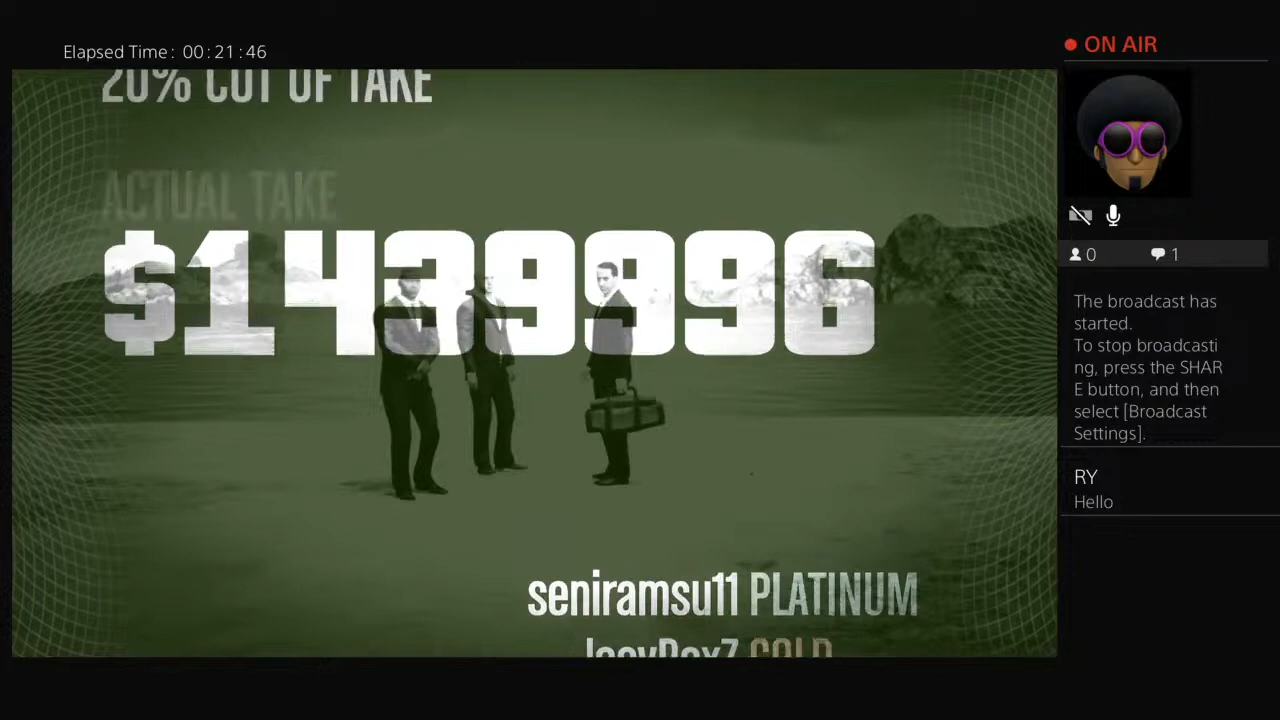 Elapsed Time: 00:21:46
ON AIR
20% CUT OF TAKE
ACTUAL TAKE
$1439996
0
1
The broadcast has
started.
To stop broadcasti
ng, press the SHAR
E button, and then
select [Broadcast
Settings].
RY
Hello
seniramsu11 PLATINUM
GOLD